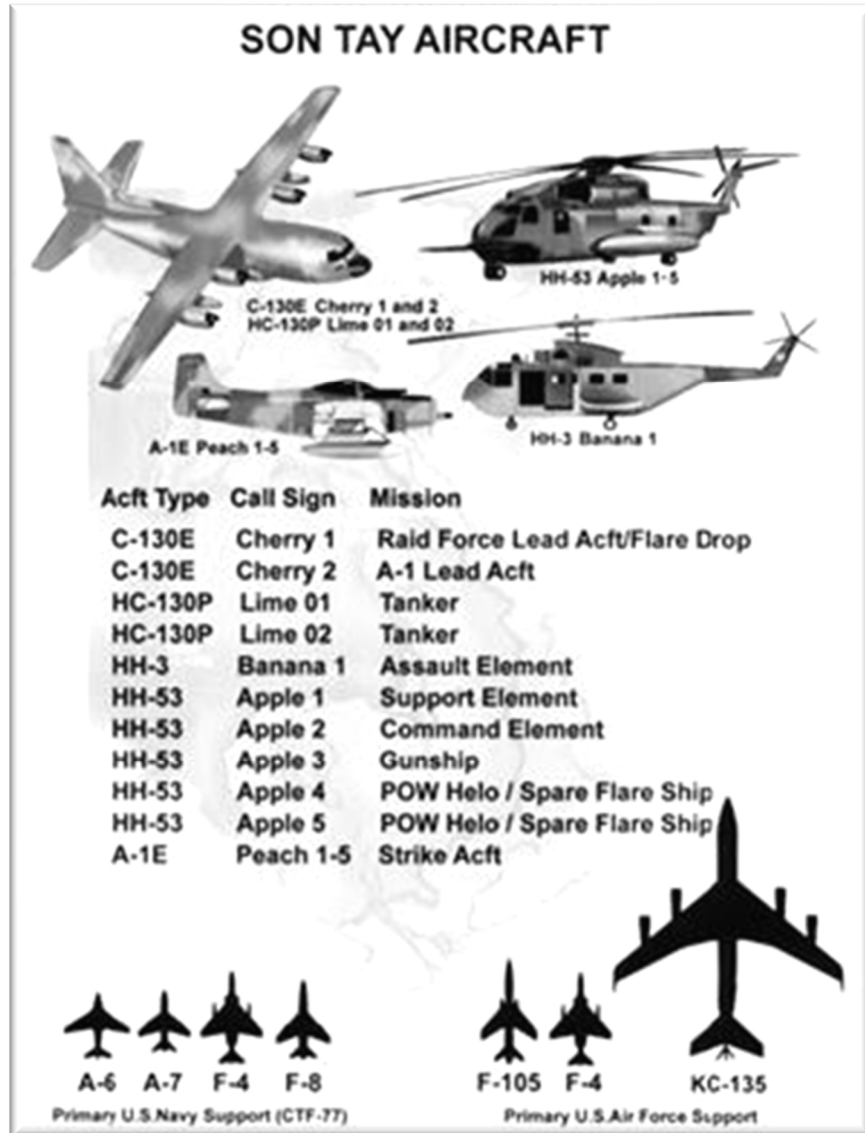 SON TAY AIRCRAFT
C-130E Cherry 1 and 2
HC-130P Lime 01 and 02
HH-53 Apple 1-5
A-1E Peach 1-5
HH-3 Banana 1
Acft Type Call Sign Mission
C-130E Cherry 1 Raid Force Lead Acft/Flare Drop
C-130E Cherry 2 A-1 Lead Acft
HC-130P Lime 01 Tanker
HC-130P Lime 02 Tanker
HH-3 Banana 1 Assault Element
HH-53 Apple 1 Support Element
HH-53 Apple 2 Command Element
HH-53 Apple 3 Gunship
HH-53 Apple 4 POW Helo / Spare Flare Ship
HH-53 Apple 5 POW Helo / Spare Flare Ship
A-1E Peach 1-5 Strike Acft
A-6 A-7 F-4 F-8
Primary U.S.Navy Support (CTF-77)
F-105 F-4 KC-135
Primary U.S.Air Force Support